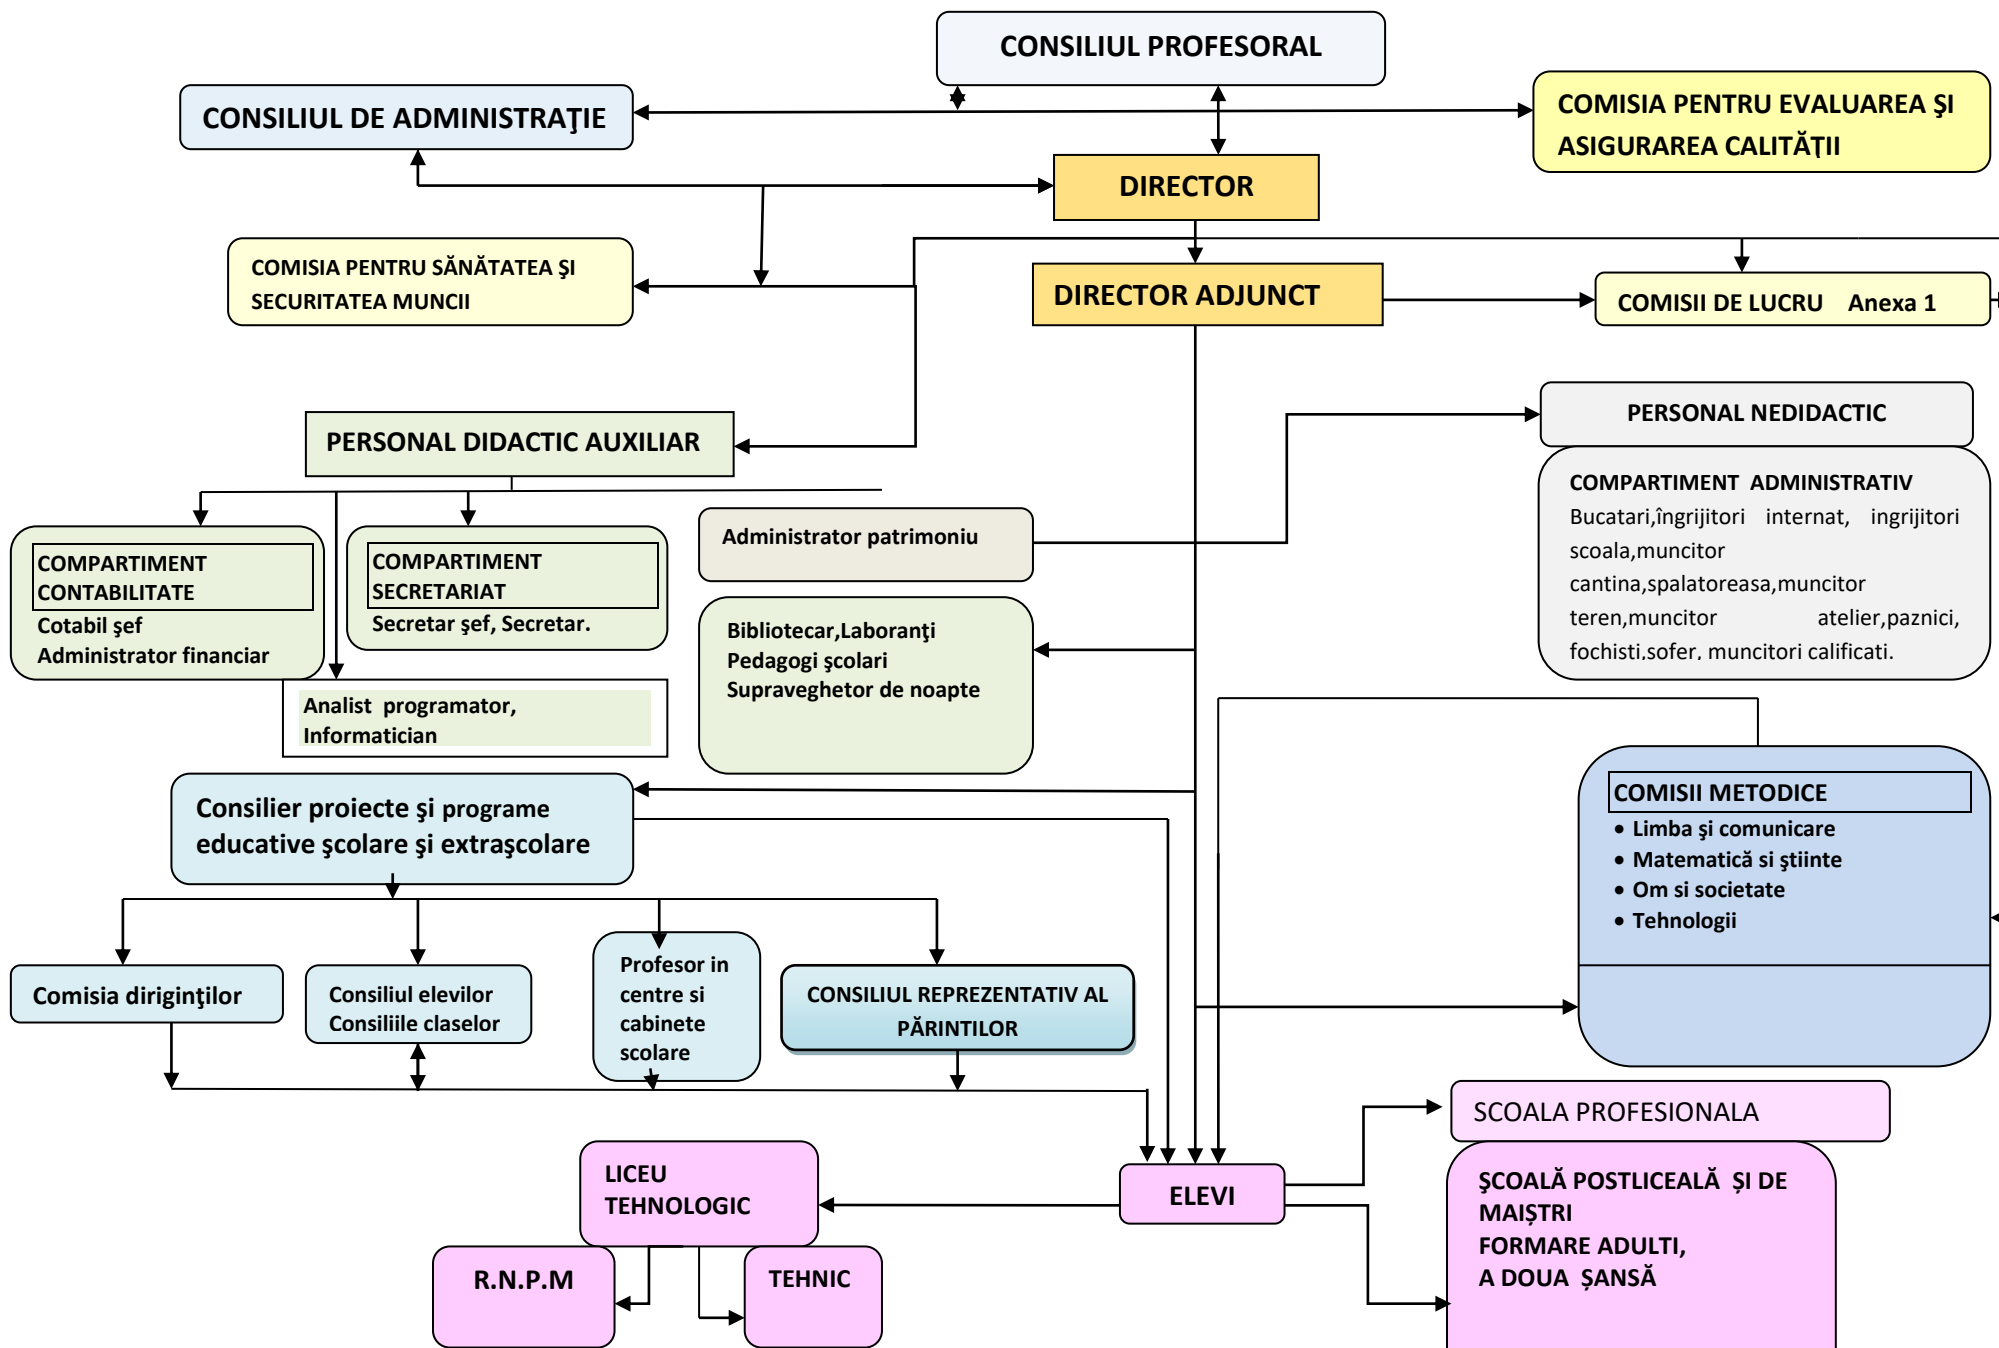 CONSILIUL PROFESORAL
CONSILIUL DE ADMINISTRAŢIE
COMISIA PENTRU EVALUAREA ŞI
ASIGURAREA CALITĂŢII
DIRECTOR
COMISIA PENTRU SĂNĂTATEA ŞI
SECURITATEA MUNCII
DIRECTOR ADJUNCT
COMISII DE LUCRU Anexa 1
PERSONAL DIDACTIC AUXILIAR
PERSONAL NEDIDACTIC
COMPARTIMENT ADMINISTRATIV
Bucatari,îngrijitori internat, ingrijitori
scoala,muncitor
cantina,spalatoreasa,muncitor
teren,muncitor atelier,paznici,
fochisti,sofer, muncitori calificati.
COMPARTIMENT
CONTABILITATE
Cotabil şef
Administrator financiar
COMPARTIMENT
SECRETARIAT
Secretar şef, Secretar.
Administrator patrimoniu
Bibliotecar,Laboranţi
Pedagogi şcolari
Supraveghetor de noapte
Analist programator,
Informatician
Consilier proiecte şi programe
educative şcolare şi extraşcolare
COMISII METODICE
• Limba şi comunicare
• Matematică si ştiinte
• Om si societate
• Tehnologii
Comisia diriginţilor
Consiliul elevilor
Consiliile claselor
Profesor in
centre si
cabinete
scolare
CONSILIUL REPREZENTATIV AL
PĂRINTILOR
SCOALA PROFESIONALA
LICEU
TEHNOLOGIC
ELEVI
ŞCOALĂ POSTLICEALĂ ȘI DE
MAIȘTRI
FORMARE ADULTI,
A DOUA ȘANSĂ
R.N.P.M
TEHNIC